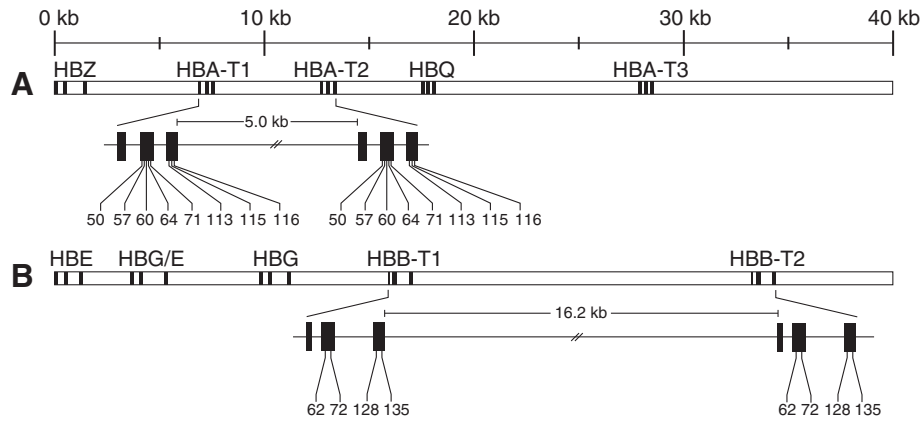 0 kb 10 kb 20 kb 30 kb 40 kb
A
HBZ HBA-T1 HBA-T2 HBQ HBA-T3
5.0 kb
50 57 60 64 71 113 115 116 50 57 60 64 71 113 115 116
B
HBE HBG/E HBG HBB-T1 HBB-T2
16.2 kb
62 72 128 135 62 72 128 135